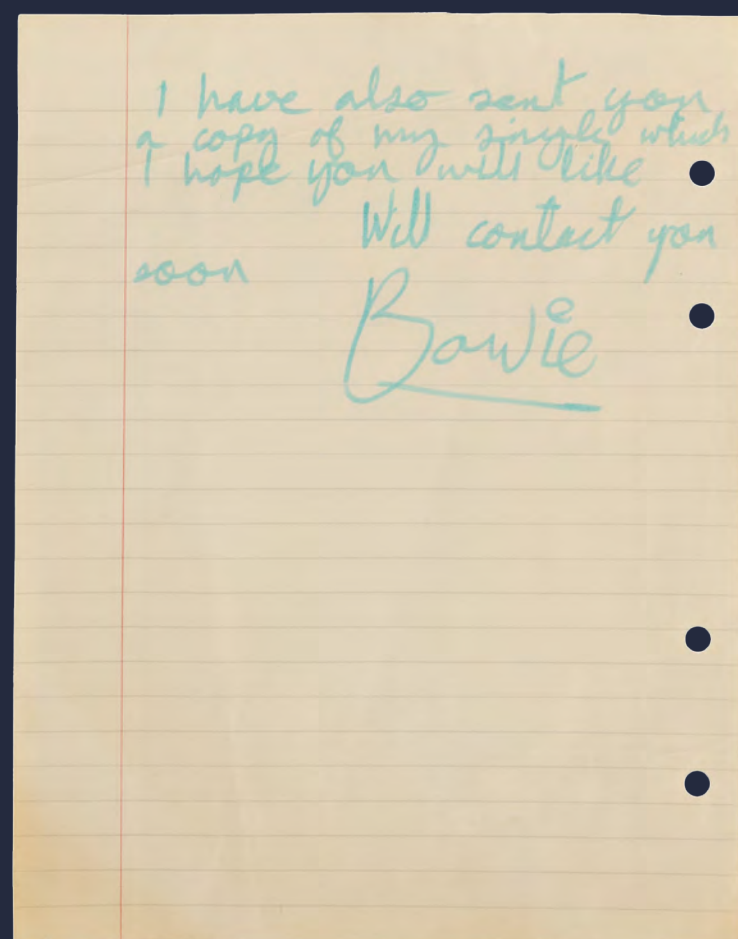 I have also sent you
a copy of my single which
I hope you will like
Will contact you
soon
Bowie